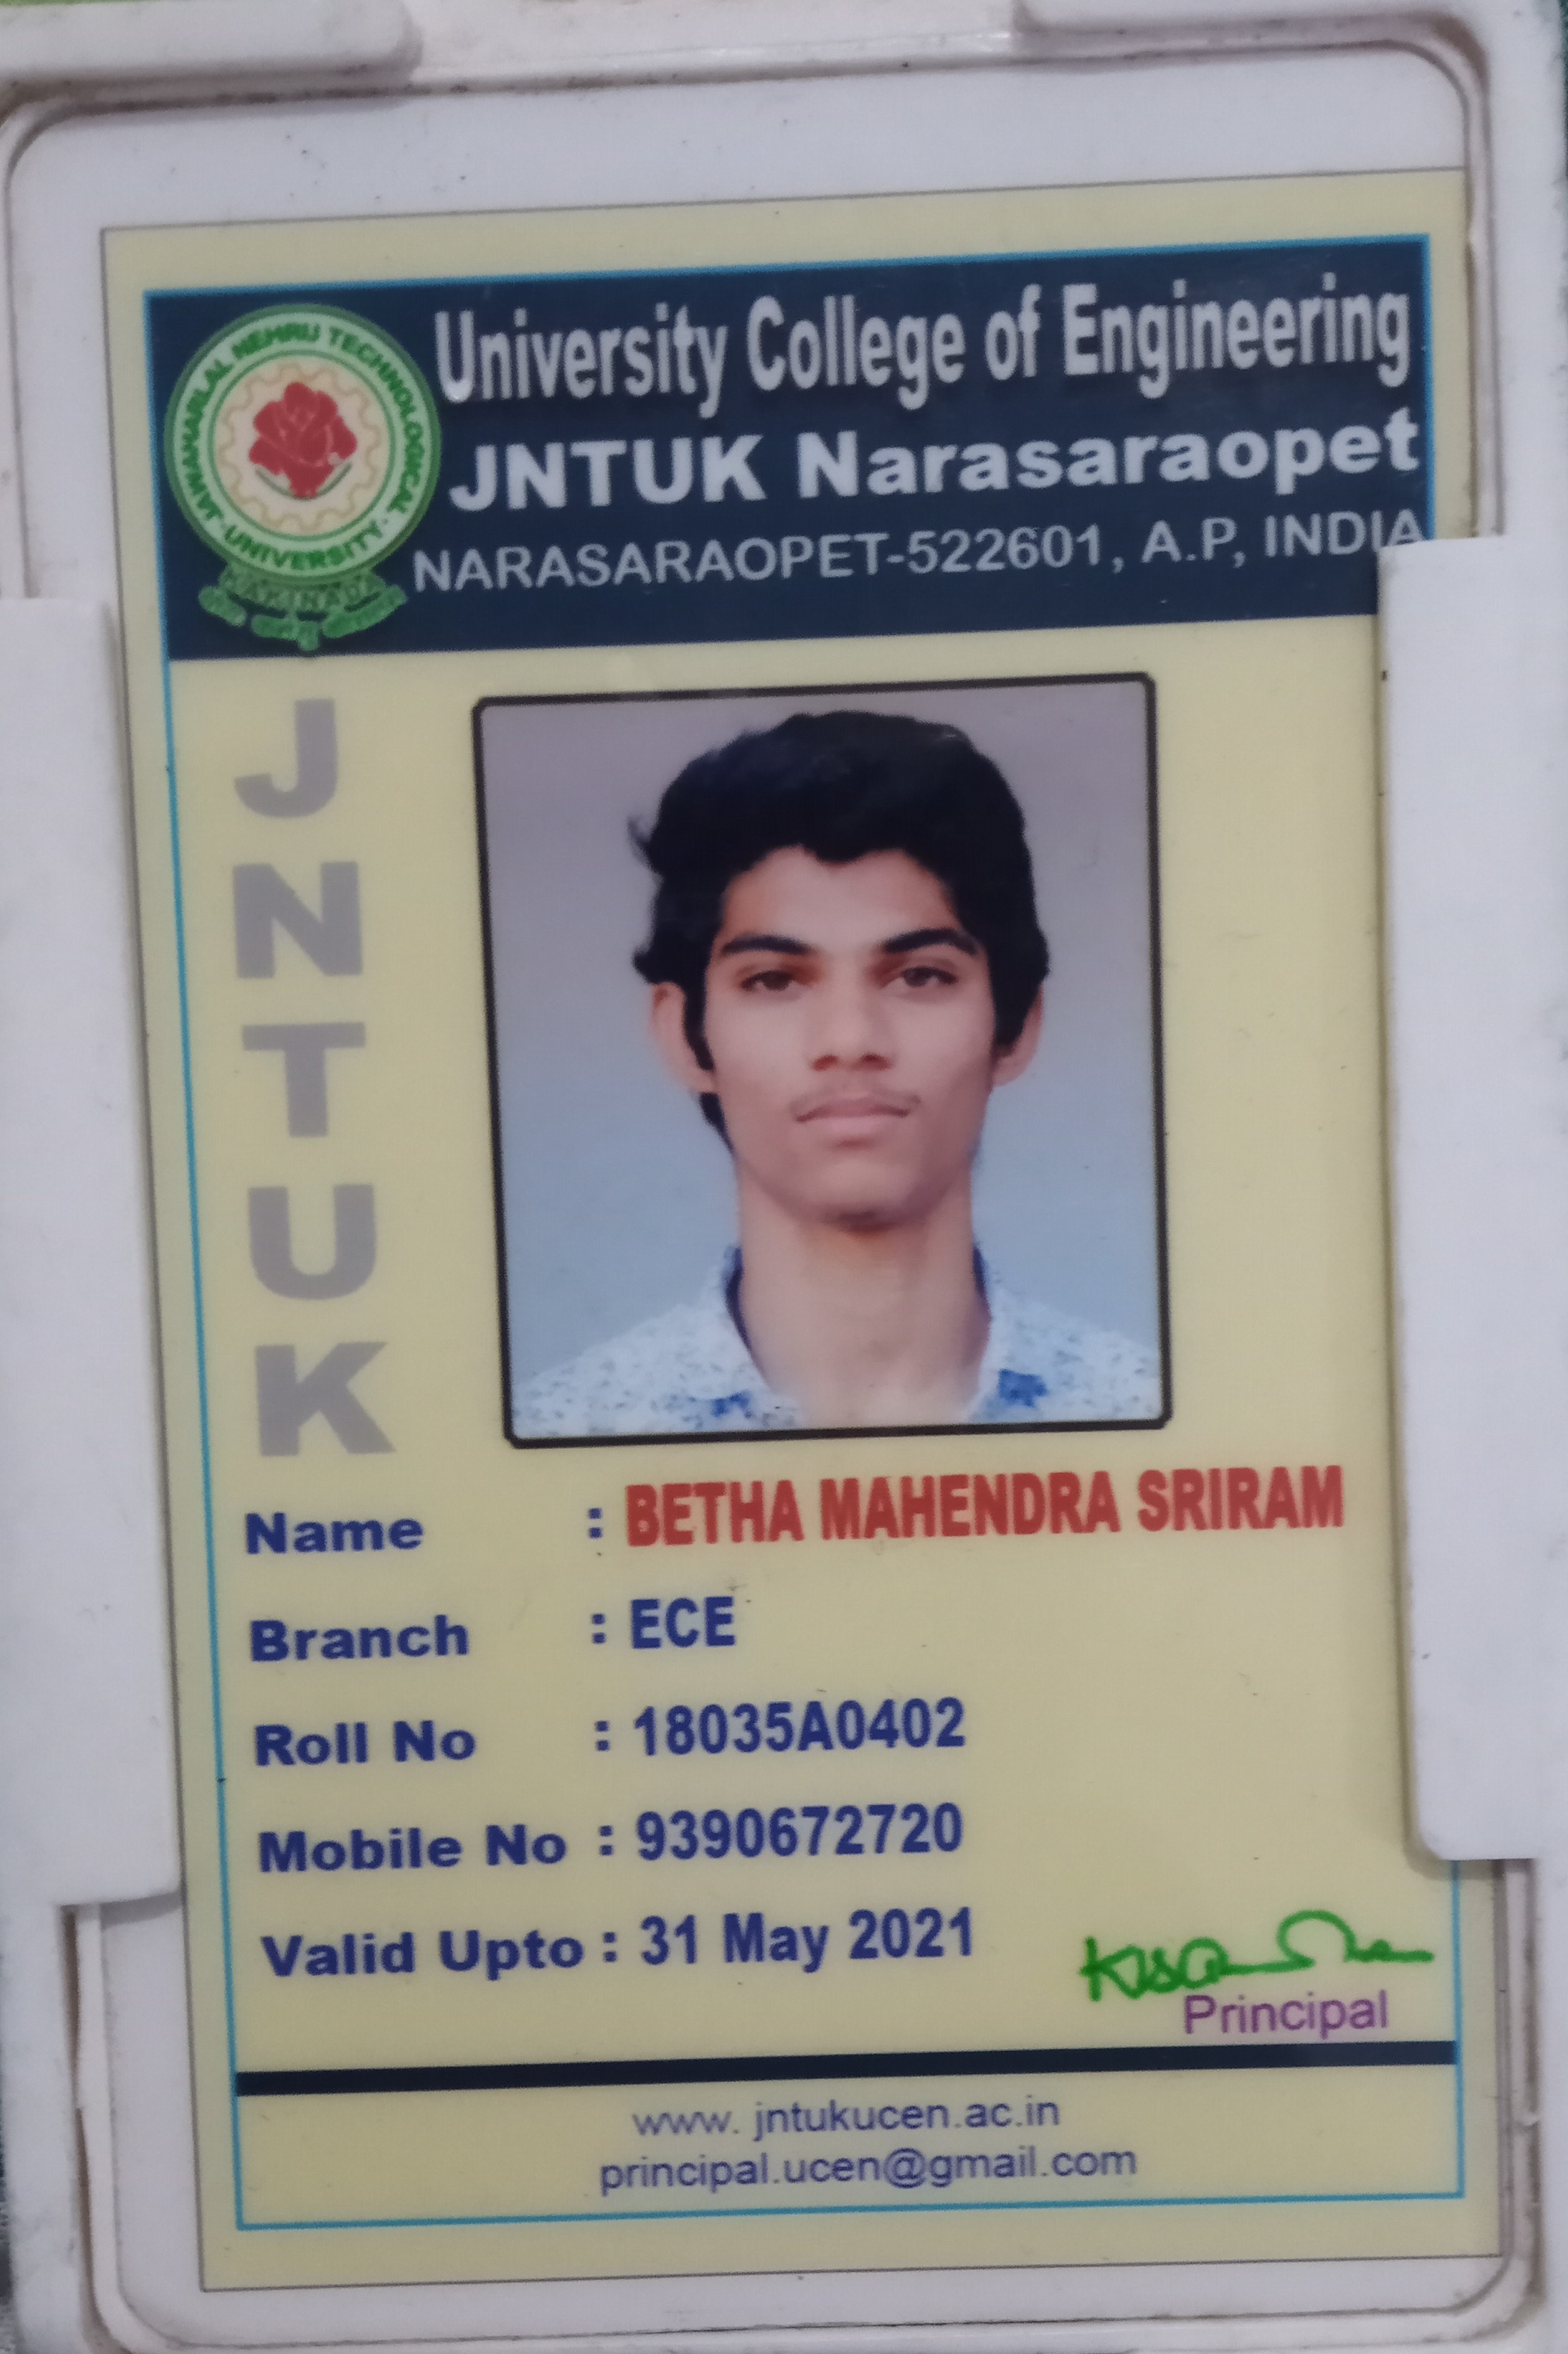 University College of Engineering
JNTUK Narasaraopet
NARASARAOPET-522601, A.P, INDIA
JAWAHARLAL NEHRU TECHNOLOGICAL UNIVERSITY
KAKINADA
JNTUK
Name : BETHA MAHENDRA SRIRAM
Branch : ECE
Roll No : 18035A0402
Mobile No : 9390672720
Valid Upto : 31 May 2021
Principal
www. jntukucen.ac.in
principal.ucen@gmail.com